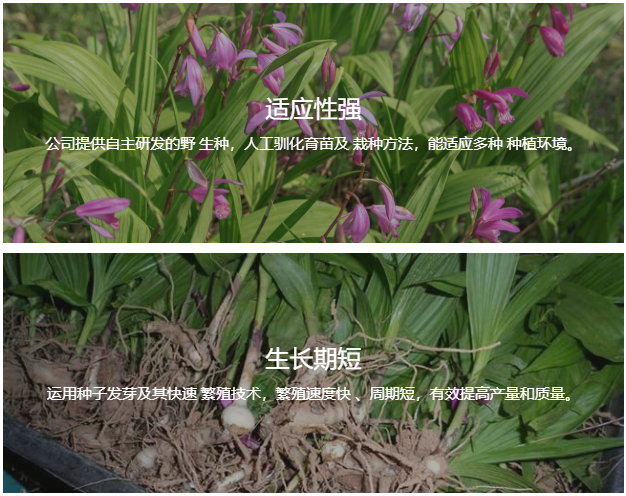 适应性强
公司提供自主研发的野 生种，人工驯化育苗及 栽种方法，能适应多种 种植环境。
生长期短
运用种子发芽及其快速 繁殖技术，繁殖速度快 、周期短，有效提高产量和质量。